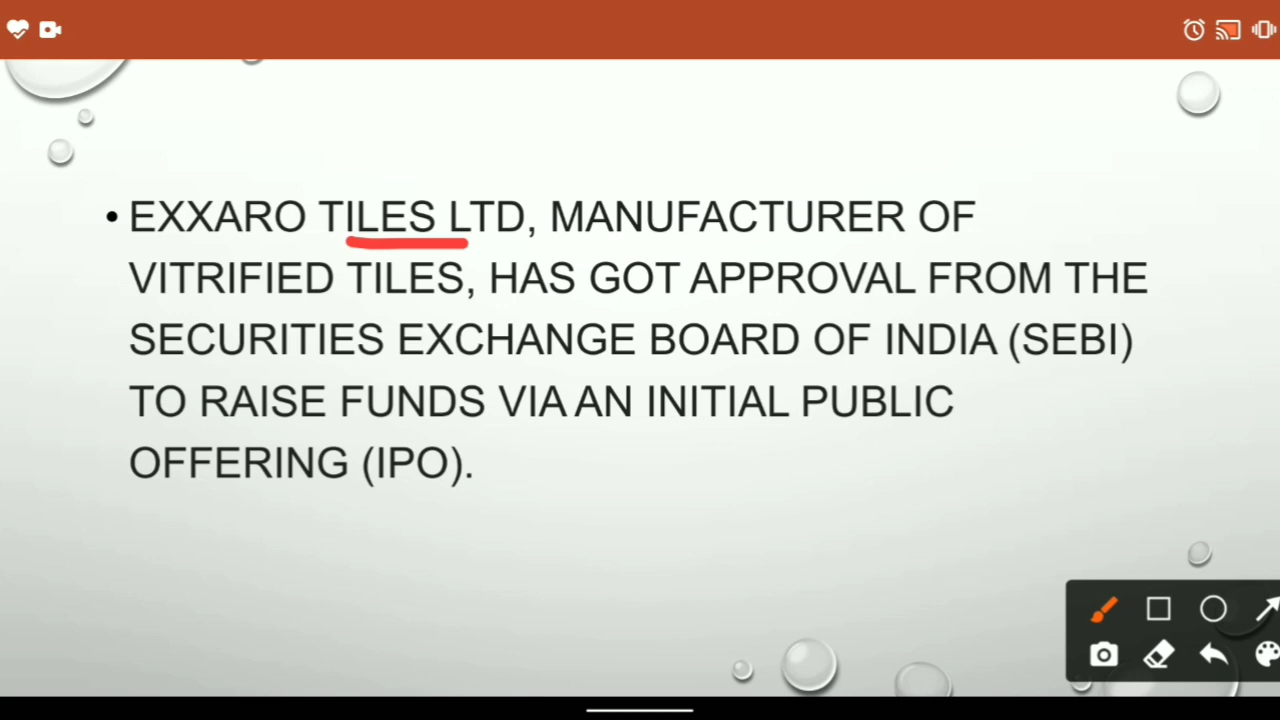 • EXXARO TILES LTD, MANUFACTURER OF
VITRIFIED TILES, HAS GOT APPROVAL FROM THE
SECURITIES EXCHANGE BOARD OF INDIA (SEBI)
TO RAISE FUNDS VIA AN INITIAL PUBLIC
OFFERING (IPO).